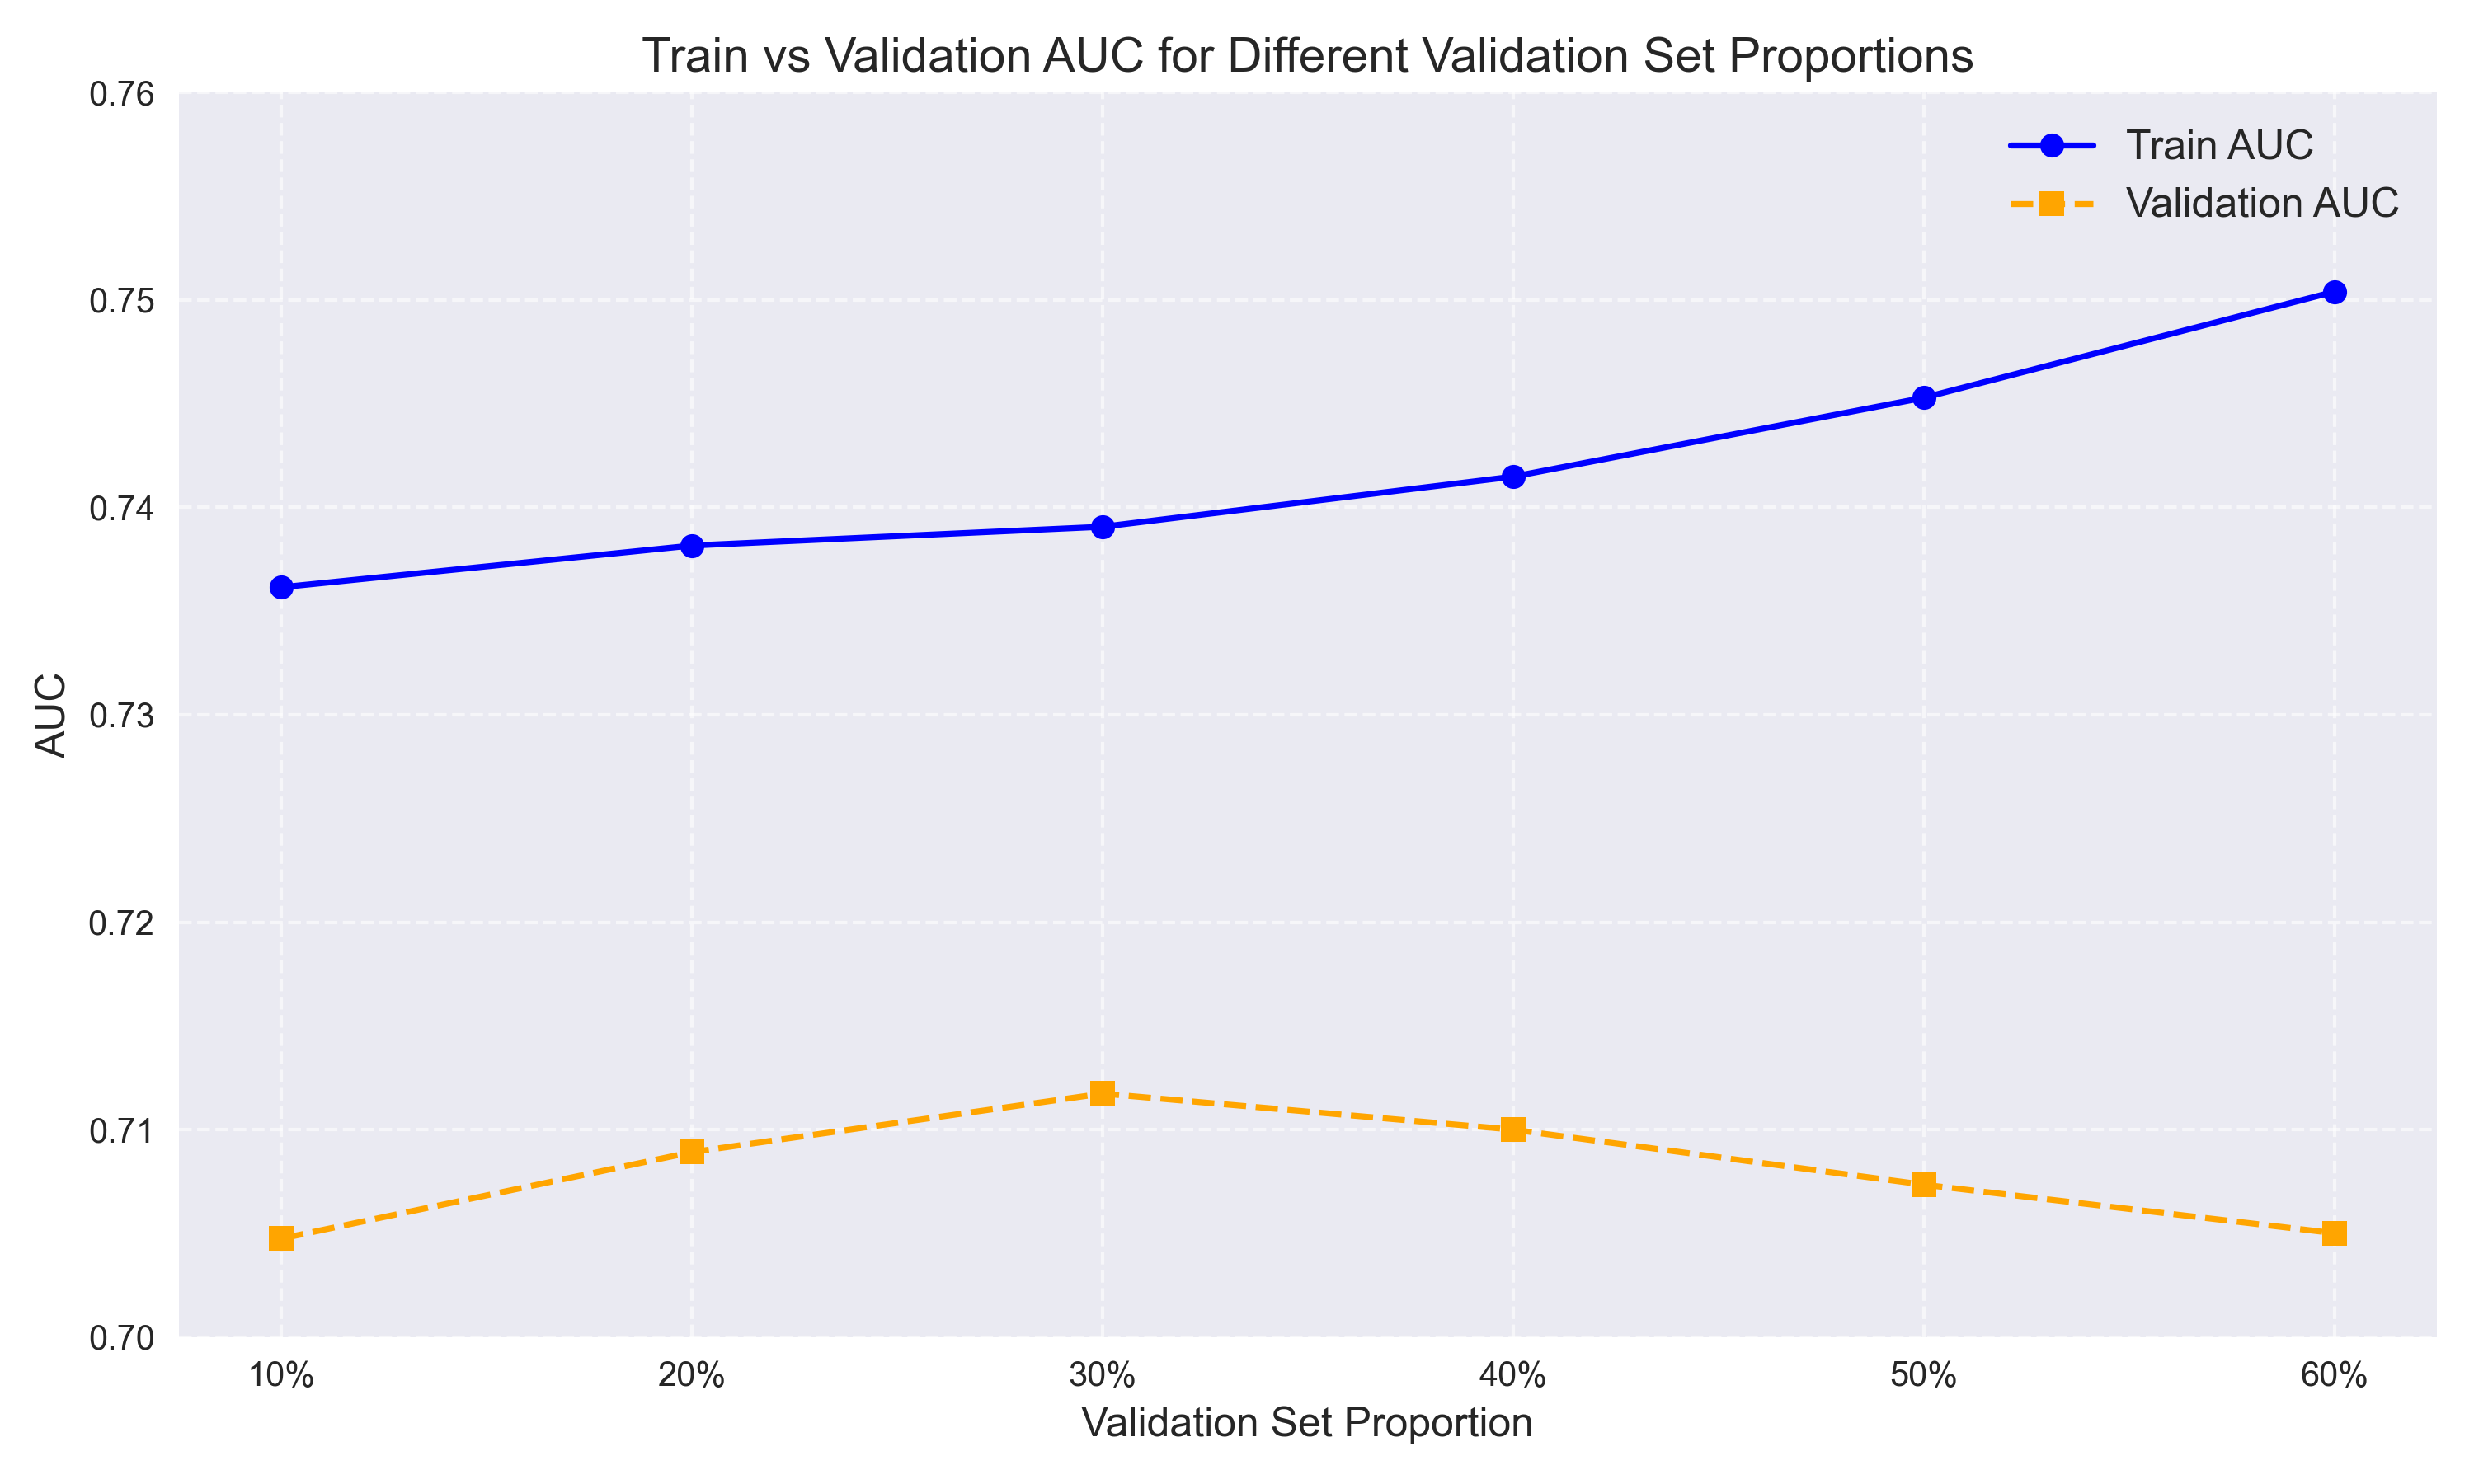 Train vs Validation AUC for Different Validation Set Proportions
Train AUC
Validation AUC
AUC
0.76
0.75
0.74
0.73
0.72
0.71
0.70
10% 20% 30% 40% 50% 60%
Validation Set Proportion